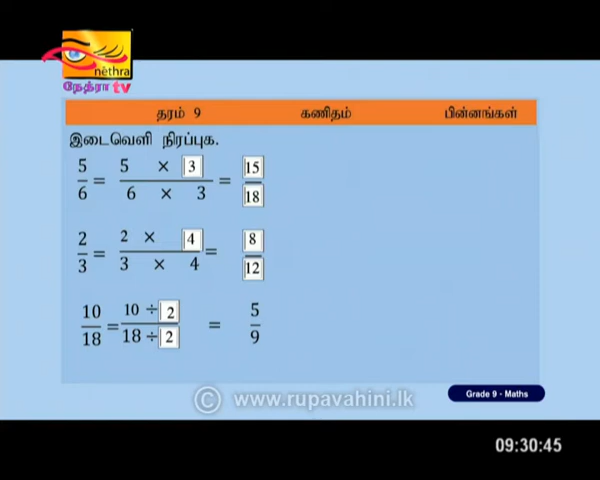 nethra
நேத்ரா tv
தரம் 9 கணிதம் பின்னங்கள்
இடைவெளி நிரப்புக.
5/6 = 5 × 3 / 6 × 3 = 15/18
2/3 = 2 × 4 / 3 × 4 = 8/12
10/18 = 10 ÷ 2 / 18 ÷ 2 = 5/9
© www.rupavahini.lk
Grade 9 - Maths
09:30:45